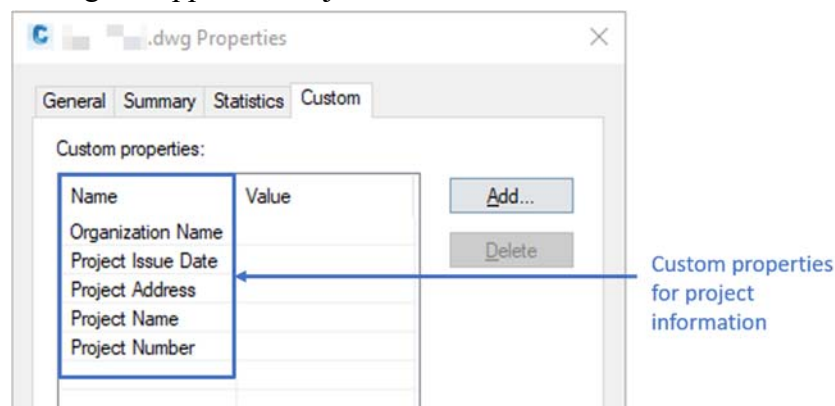 .dwg Properties
General Summary Statistics Custom
Custom properties:
Name Value
Organization Name
Project Issue Date
Project Address
Project Name
Project Number
Add...
Delete
Custom properties
for project
information